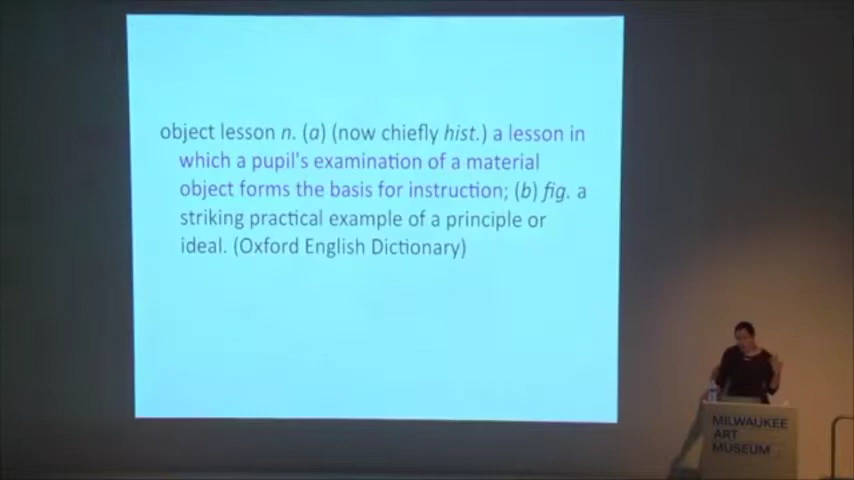 object lesson n. (a) (now chiefly hist.) a lesson in
which a pupil's examination of a material
object forms the basis for instruction; (b) fig. a
striking practical example of a principle or
ideal. (Oxford English Dictionary)
MILWAUKEE
ART
MUSEUM